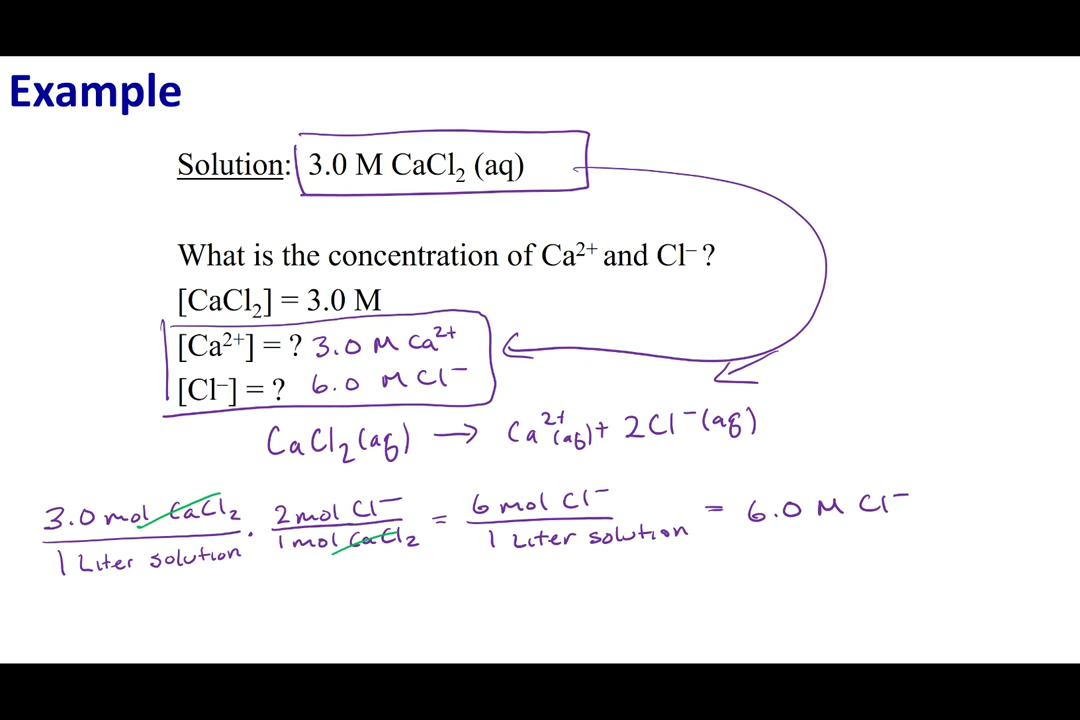 Example
Solution: 3.0 M CaCl₂ (aq)
What is the concentration of Ca²⁺ and Cl⁻ ?
[CaCl₂] = 3.0 M
[Ca²⁺] = ? 3.0 M Ca²⁺
[Cl⁻] = ? 6.0 M Cl⁻
CaCl₂(aq) → Ca²⁺(aq) + 2Cl⁻(aq)
3.0 mol CaCl₂ / 1 Liter solution · 2 mol Cl⁻ / 1 mol CaCl₂ = 6 mol Cl⁻ / 1 Liter solution = 6.0 M Cl⁻